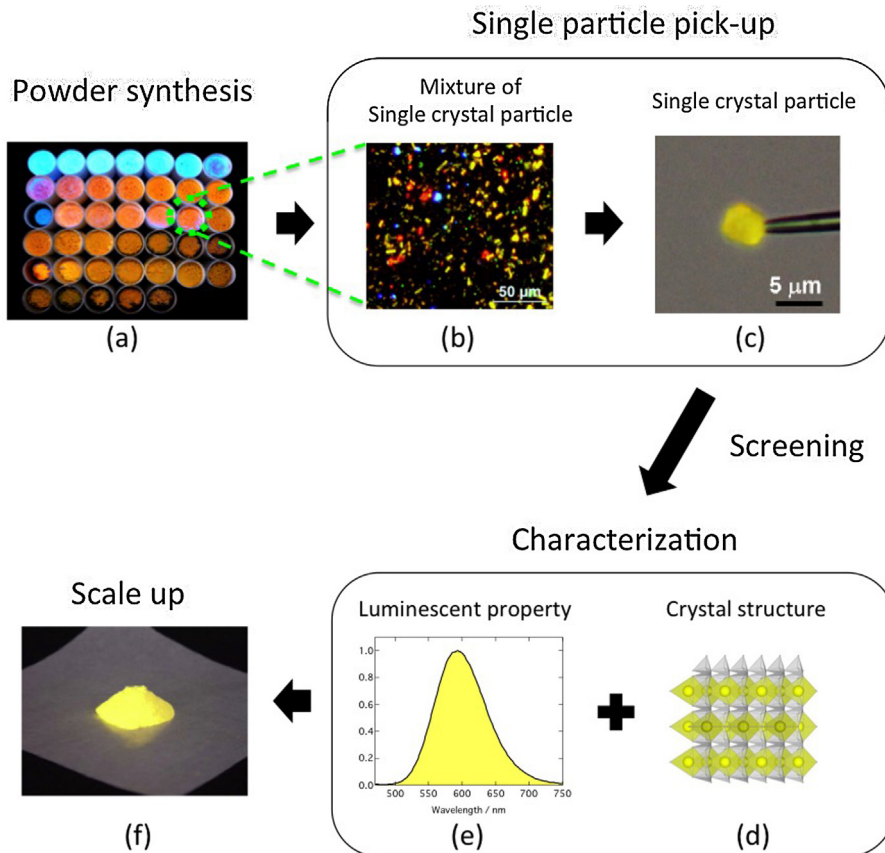 Single particle pick-up
Powder synthesis
Mixture of
Single crystal particle
Single crystal particle
50 μm
5 μm
(a)
(b)
(c)
Screening
Characterization
Scale up
Luminescent property
Crystal structure
1.0
0.8
0.6
0.4
0.2
0.0
500 550 600 650 700 750
Wavelength / nm
(f)
(e)
(d)